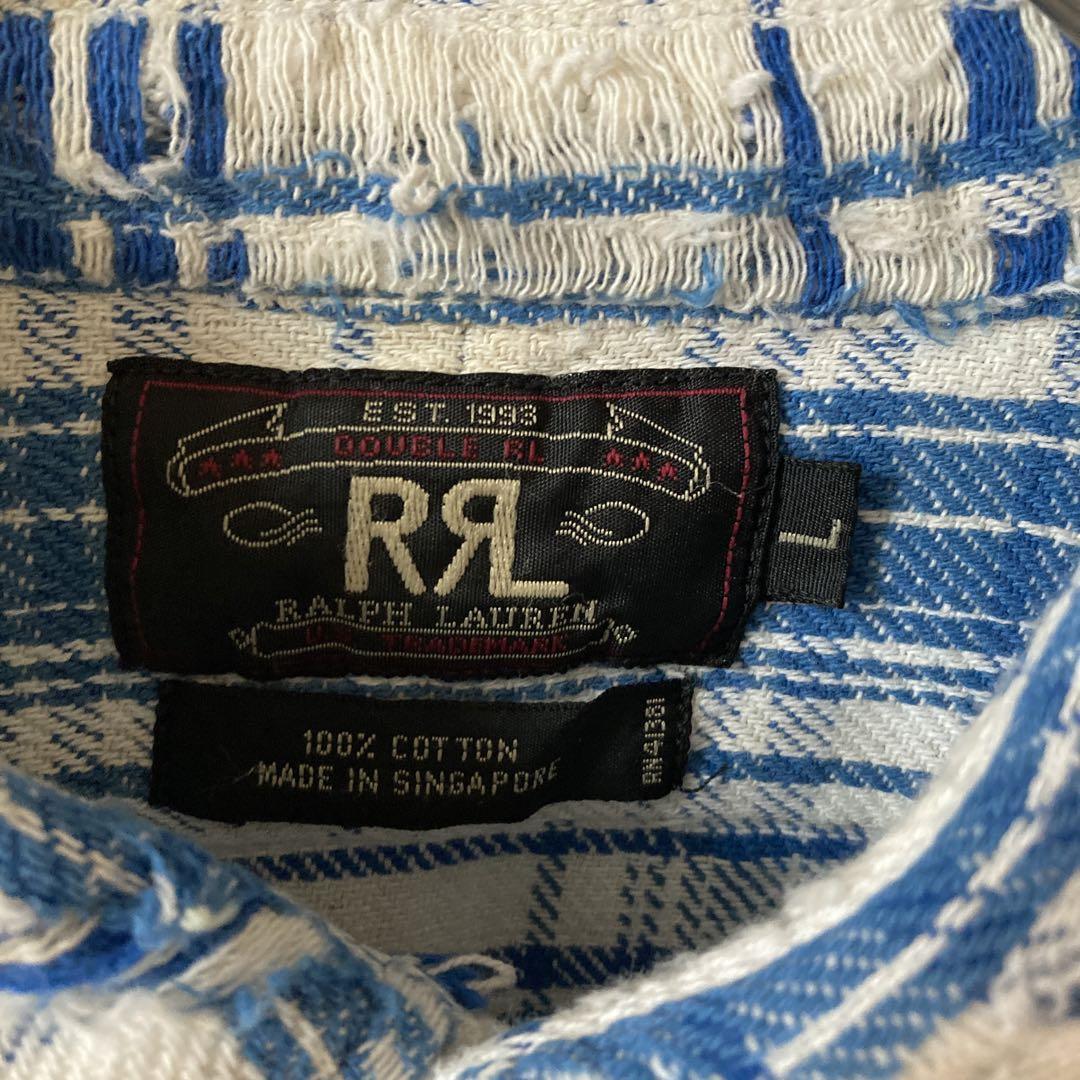 EST. 1993
DOUBLE RL
RRL
RALPH LAUREN
U.S. TRADEMARK
L
100% COTTON
MADE IN SINGAPORE
RN41381